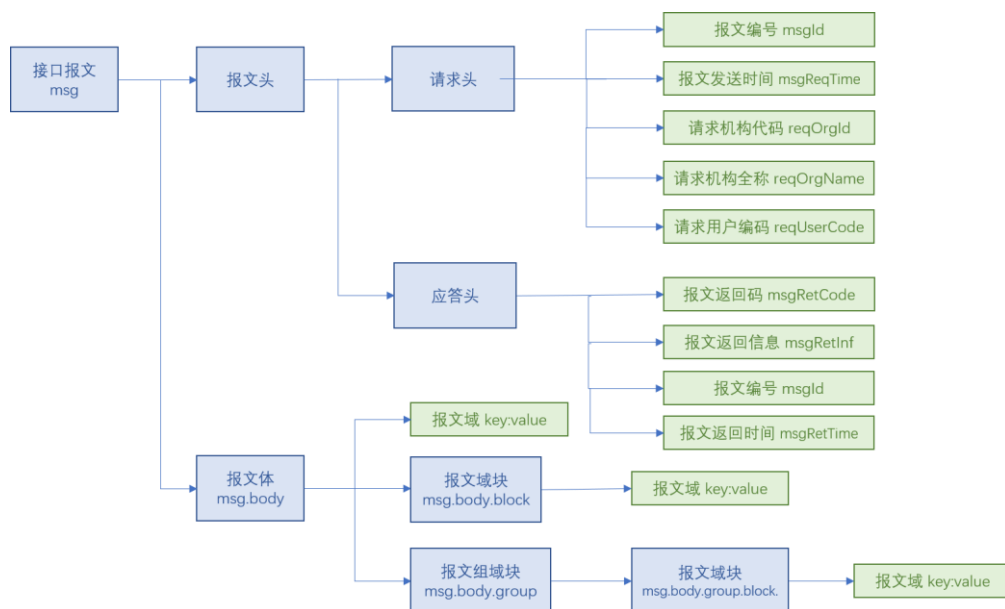 接口报文
msg
报文头
请求头
报文编号 msgId
报文发送时间 msgReqTime
请求机构代码 reqOrgId
请求机构全称 reqOrgName
请求用户编码 reqUserCode
应答头
报文返回码 msgRetCode
报文返回信息 msgRetInf
报文编号 msgId
报文返回时间 msgRetTime
报文体
msg.body
报文域 key:value
报文域块
msg.body.block
报文域 key:value
报文组域块
msg.body.group
报文域块
msg.body.group.block.
报文域 key:value